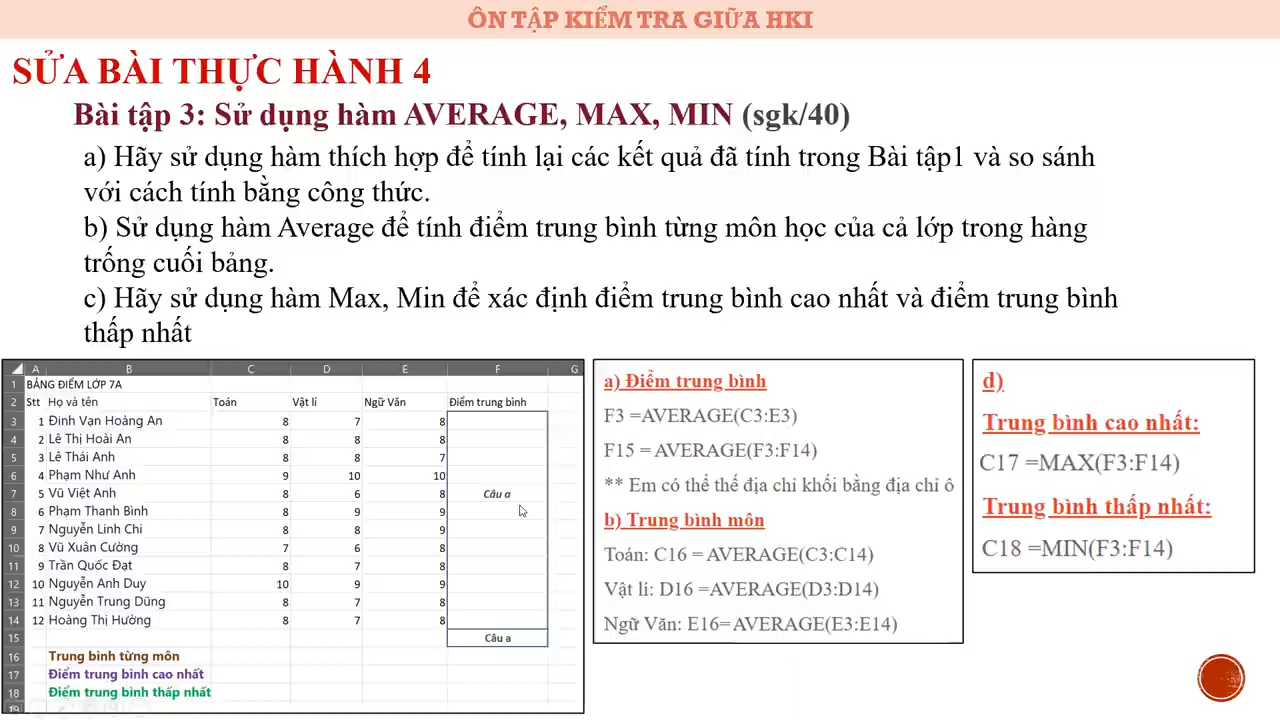 ÔN TẬP KIỂM TRA GIỮA HKI
SỬA BÀI THỰC HÀNH 4
Bài tập 3: Sử dụng hàm AVERAGE, MAX, MIN (sgk/40)
a) Hãy sử dụng hàm thích hợp để tính lại các kết quả đã tính trong Bài tập1 và so sánh
với cách tính bằng công thức.
b) Sử dụng hàm Average để tính điểm trung bình từng môn học của cả lớp trong hàng
trống cuối bảng.
c) Hãy sử dụng hàm Max, Min để xác định điểm trung bình cao nhất và điểm trung bình
thấp nhất
A B C D E F G
1 BẢNG ĐIỂM LỚP 7A
2 Stt Họ và tên Toán Vật lí Ngữ Văn Điểm trung bình
3 1 Đinh Vạn Hoàng An 8 7 8
4 2 Lê Thị Hoài An 8 8 8
5 3 Lê Thái Anh 8 8 7
6 4 Phạm Như Anh 9 10 10
7 5 Vũ Việt Anh 8 6 8 Câu a
8 6 Phạm Thanh Bình 8 9 9
9 7 Nguyễn Linh Chi 8 8 9
10 8 Vũ Xuân Cường 7 6 8
11 9 Trần Quốc Đạt 8 7 8
12 10 Nguyễn Anh Duy 10 9 9
13 11 Nguyễn Trung Dũng 8 7 8
14 12 Hoàng Thị Hường 8 7 8
15 Câu a
16 Trung bình từng môn
17 Điểm trung bình cao nhất
18 Điểm trung bình thấp nhất
19
a) Điểm trung bình
F3 =AVERAGE(C3:E3)
F15 = AVERAGE(F3:F14)
** Em có thể thế địa chỉ khối bằng địa chỉ ô
b) Trung bình môn
Toán: C16 = AVERAGE(C3:C14)
Vật lí: D16 =AVERAGE(D3:D14)
Ngữ Văn: E16= AVERAGE(E3:E14)
d)
Trung bình cao nhất:
C17 =MAX(F3:F14)
Trung bình thấp nhất:
C18 =MIN(F3:F14)